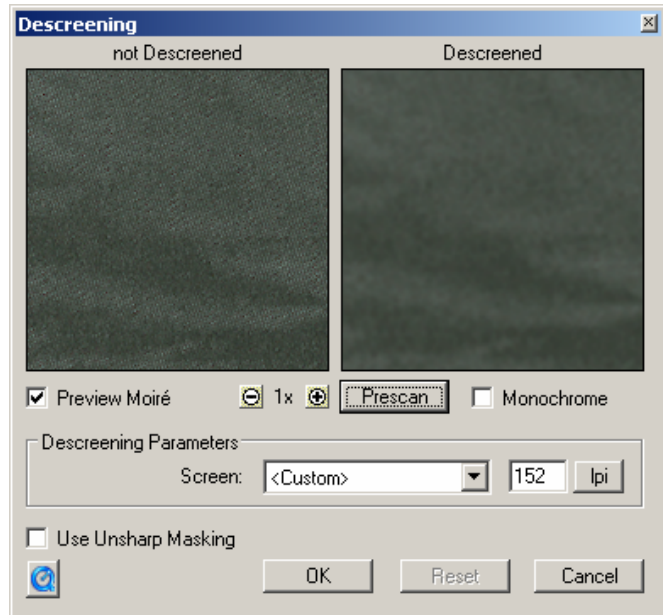 Descreening
not Descreened Descreened
Preview Moiré 1x Prescan Monochrome
Descreening Parameters
Screen: <Custom> 152 lpi
Use Unsharp Masking
OK Reset Cancel